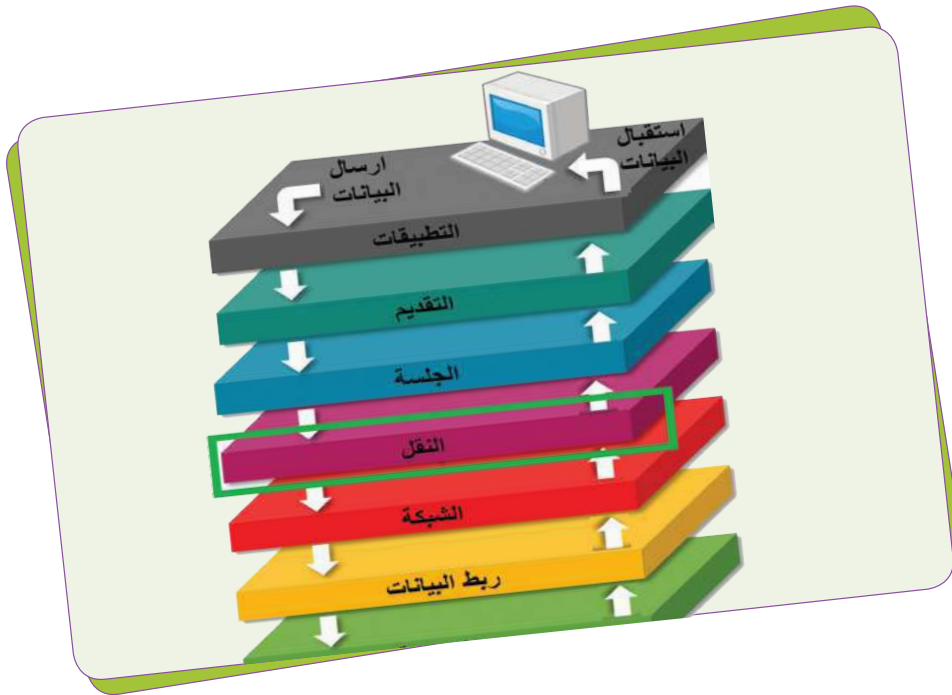 استقبال
البيانات
ارسال
البيانات
التطبيقات
التقديم
الجلسة
النقل
الشبكة
ربط البيانات